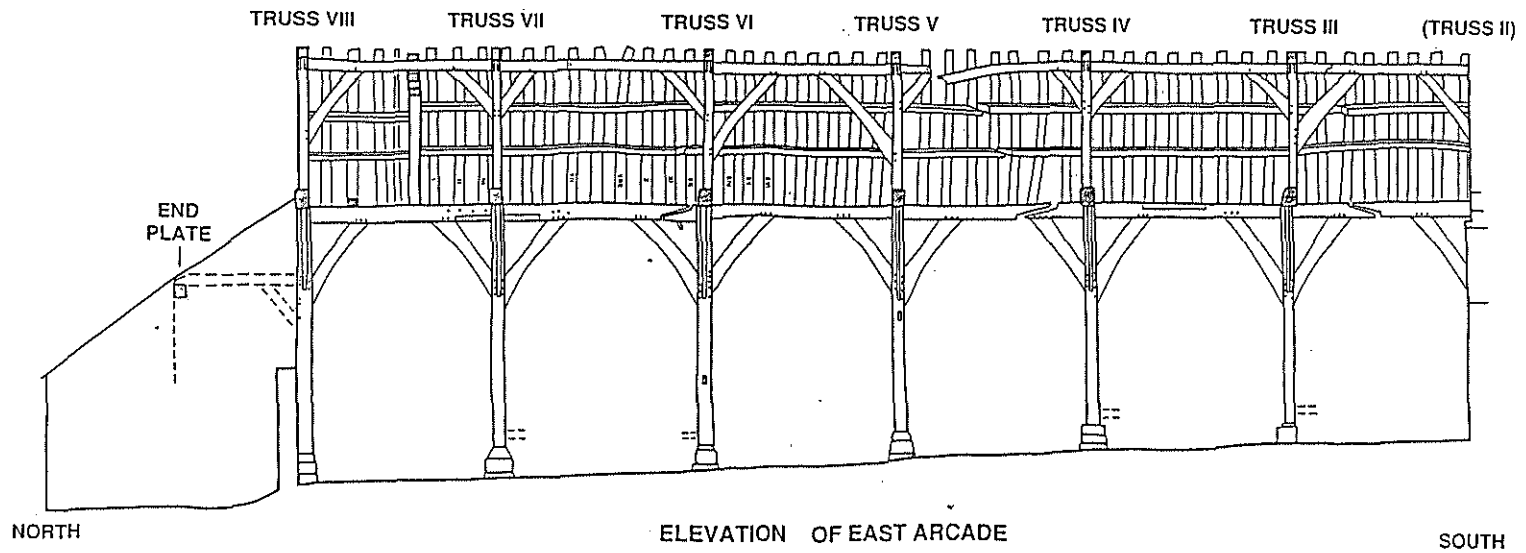 TRUSS VIII TRUSS VII TRUSS VI TRUSS V TRUSS IV TRUSS III (TRUSS II)
END
PLATE
NORTH ELEVATION OF EAST ARCADE SOUTH